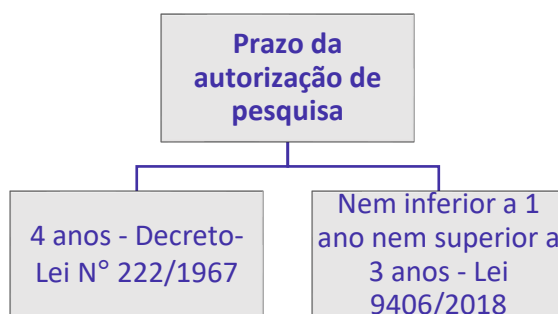 Prazo da
autorização de
pesquisa
4 anos - Decreto-
Lei N° 222/1967
Nem inferior a 1
ano nem superior a
3 anos - Lei
9406/2018